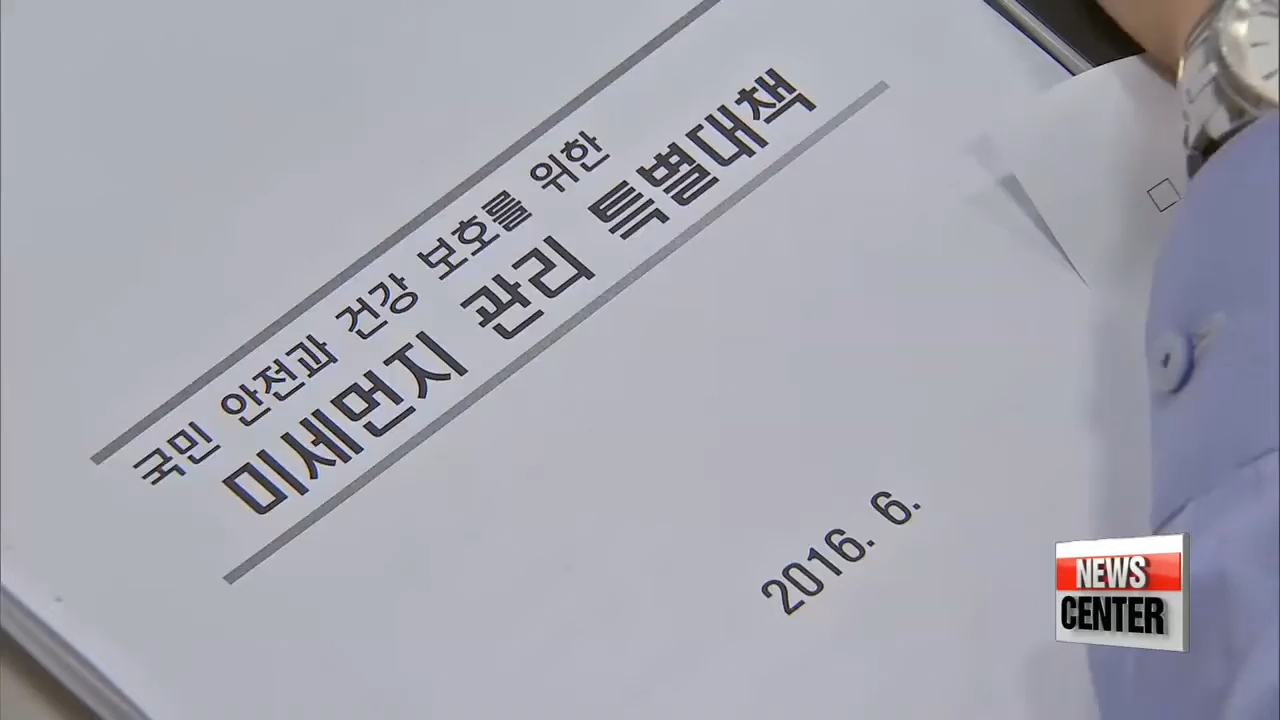 국민 안전과 건강 보호를 위한
미세먼지 관리 특별대책
2016. 6.
NEWS
CENTER